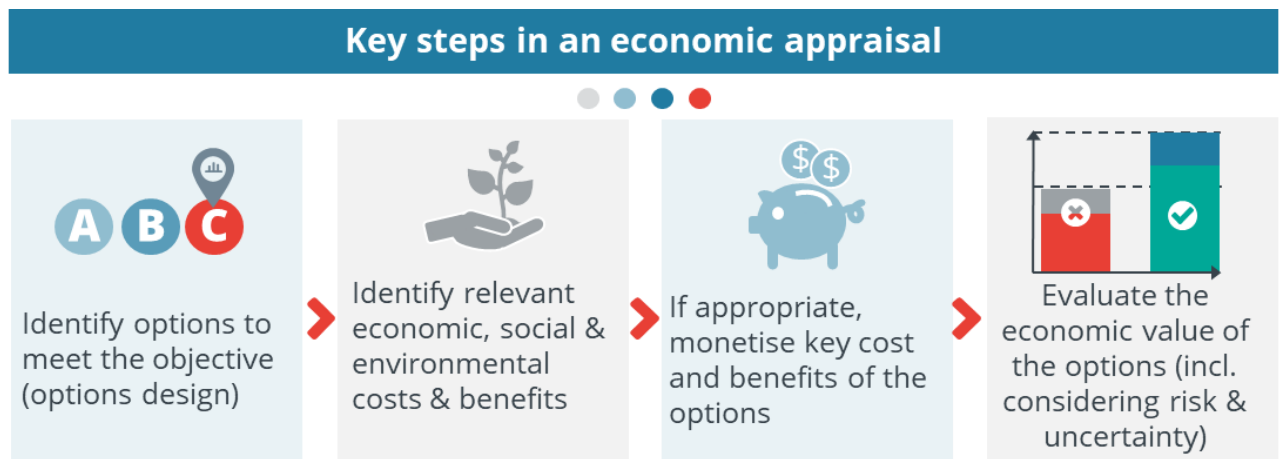 Key steps in an economic appraisal
A B C
Identify options to
meet the objective
(options design)
Identify relevant
economic, social &
environmental
costs & benefits
$ $
If appropriate,
monetise key cost
and benefits of the
options
Evaluate the
economic value of
the options (incl.
considering risk &
uncertainty)